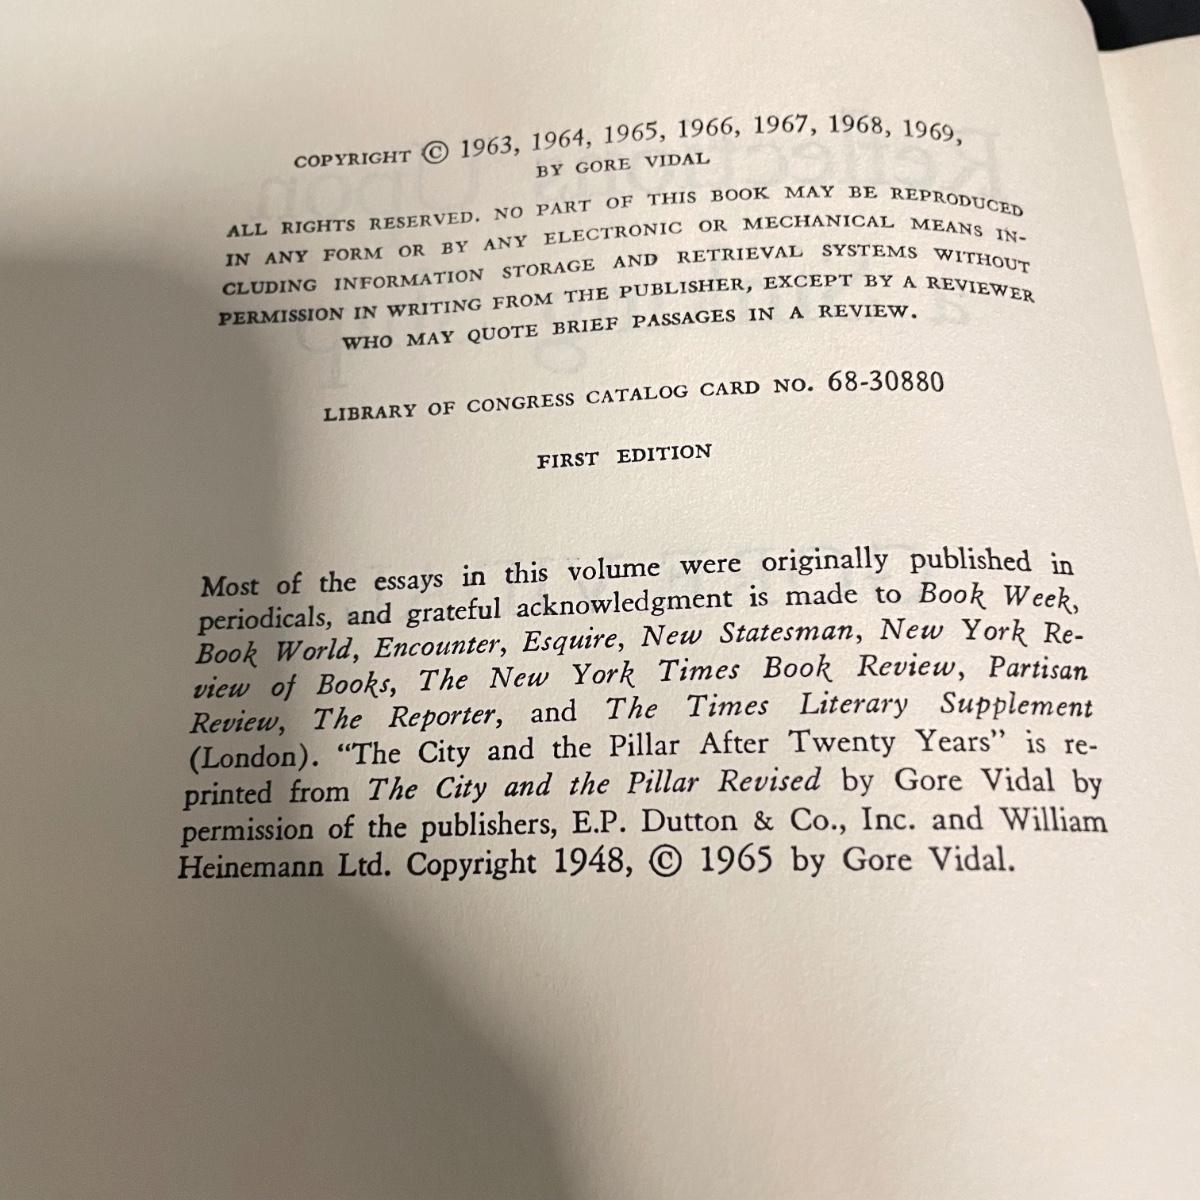 COPYRIGHT © 1963, 1964, 1965, 1966, 1967, 1968, 1969,
BY GORE VIDAL
ALL RIGHTS RESERVED. NO PART OF THIS BOOK MAY BE REPRODUCED
IN ANY FORM OR BY ANY ELECTRONIC OR MECHANICAL MEANS IN-
CLUDING INFORMATION STORAGE AND RETRIEVAL SYSTEMS WITHOUT
PERMISSION IN WRITING FROM THE PUBLISHER, EXCEPT BY A REVIEWER
WHO MAY QUOTE BRIEF PASSAGES IN A REVIEW.
LIBRARY OF CONGRESS CATALOG CARD NO. 68-30880
FIRST EDITION
Most of the essays in this volume were originally published in
periodicals, and grateful acknowledgment is made to Book Week,
Book World, Encounter, Esquire, New Statesman, New York Re-
view of Books, The New York Times Book Review, Partisan
Review, The Reporter, and The Times Literary Supplement
(London). “The City and the Pillar After Twenty Years” is re-
printed from The City and the Pillar Revised by Gore Vidal by
permission of the publishers, E.P. Dutton & Co., Inc. and William
Heinemann Ltd. Copyright 1948, © 1965 by Gore Vidal.